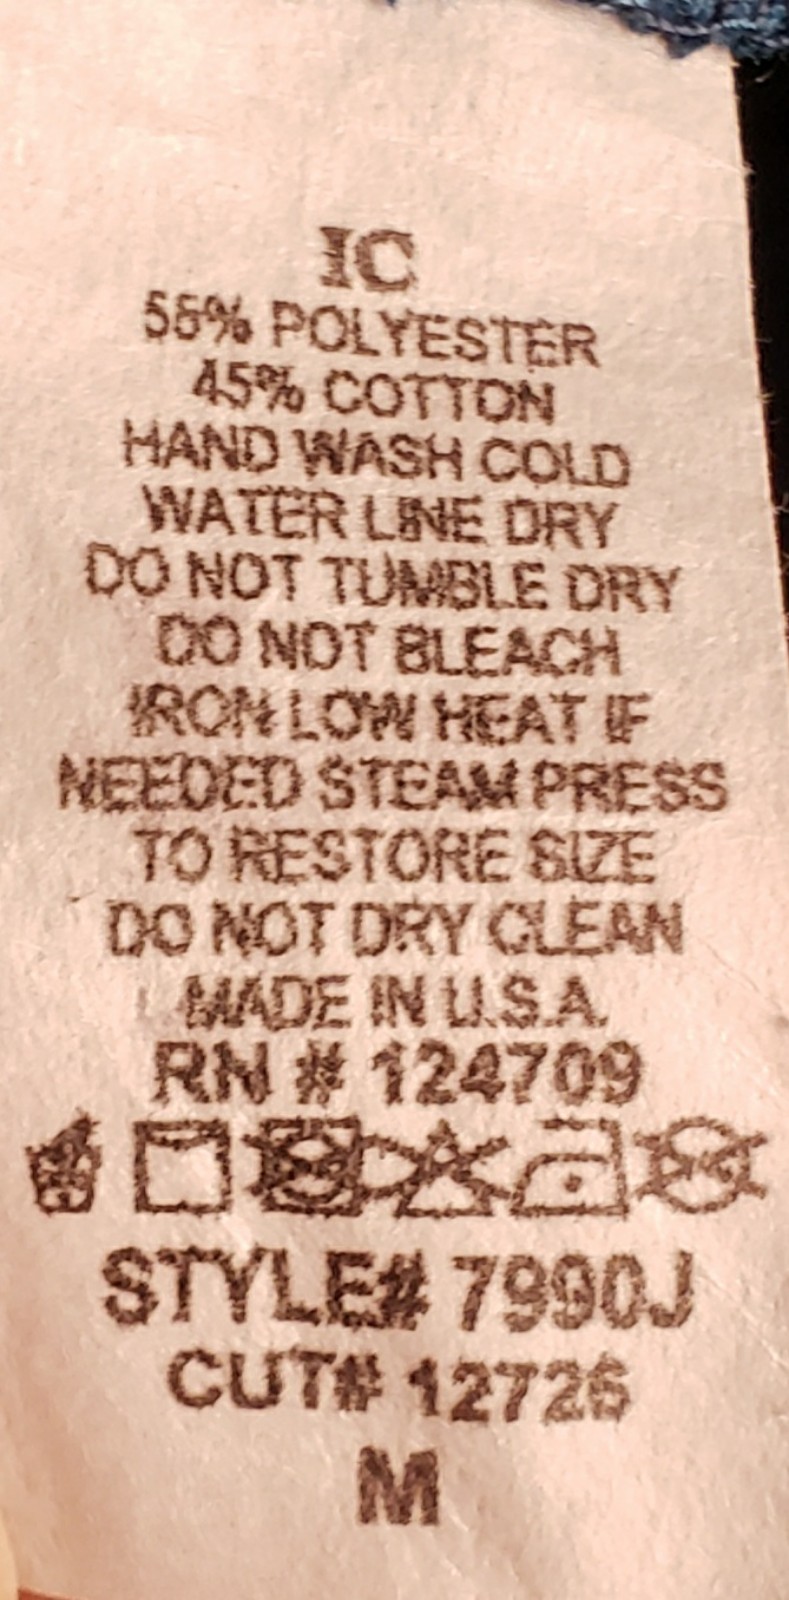 IC
55% POLYESTER
45% COTTON
HAND WASH COLD
WATER LINE DRY
DO NOT TUMBLE DRY
DO NOT BLEACH
IRON LOW HEAT IF
NEEDED STEAM PRESS
TO RESTORE SIZE
DO NOT DRY CLEAN
MADE IN U.S.A.
RN # 124709
STYLE# 7990J
CUT# 12726
M